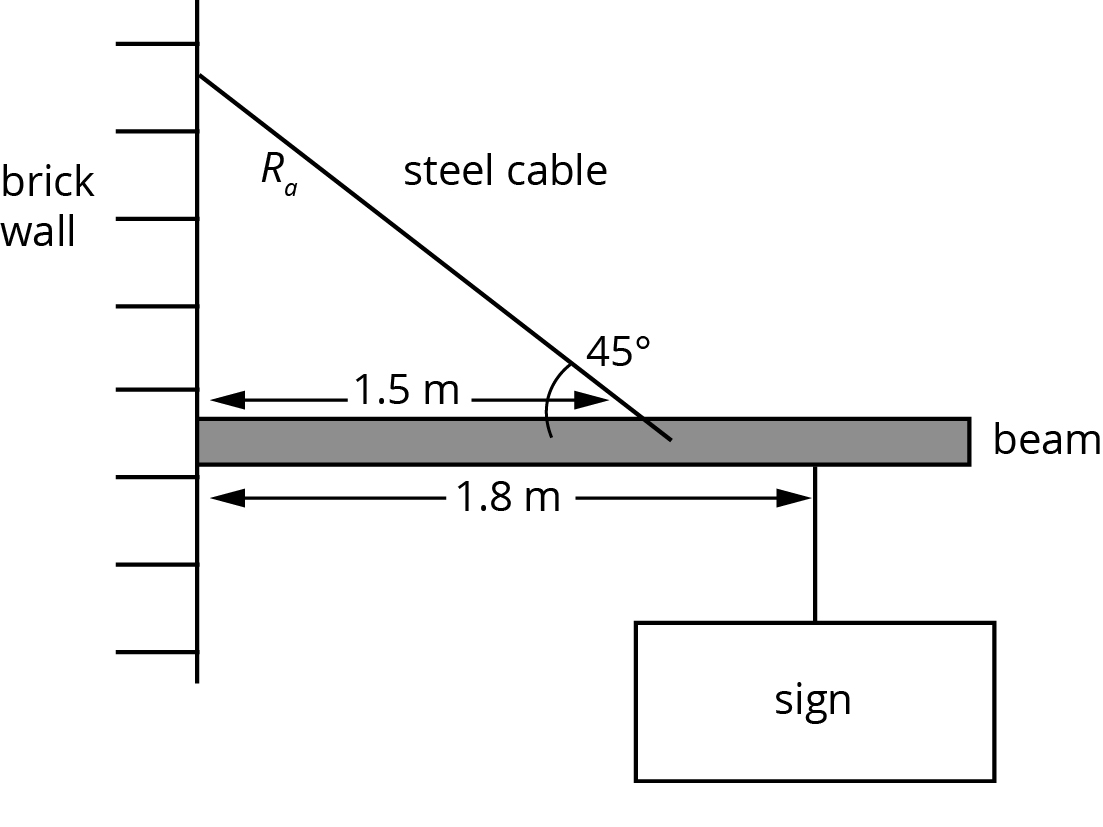 brick
wall
Rₐ
steel cable
45°
1.5 m
beam
1.8 m
sign